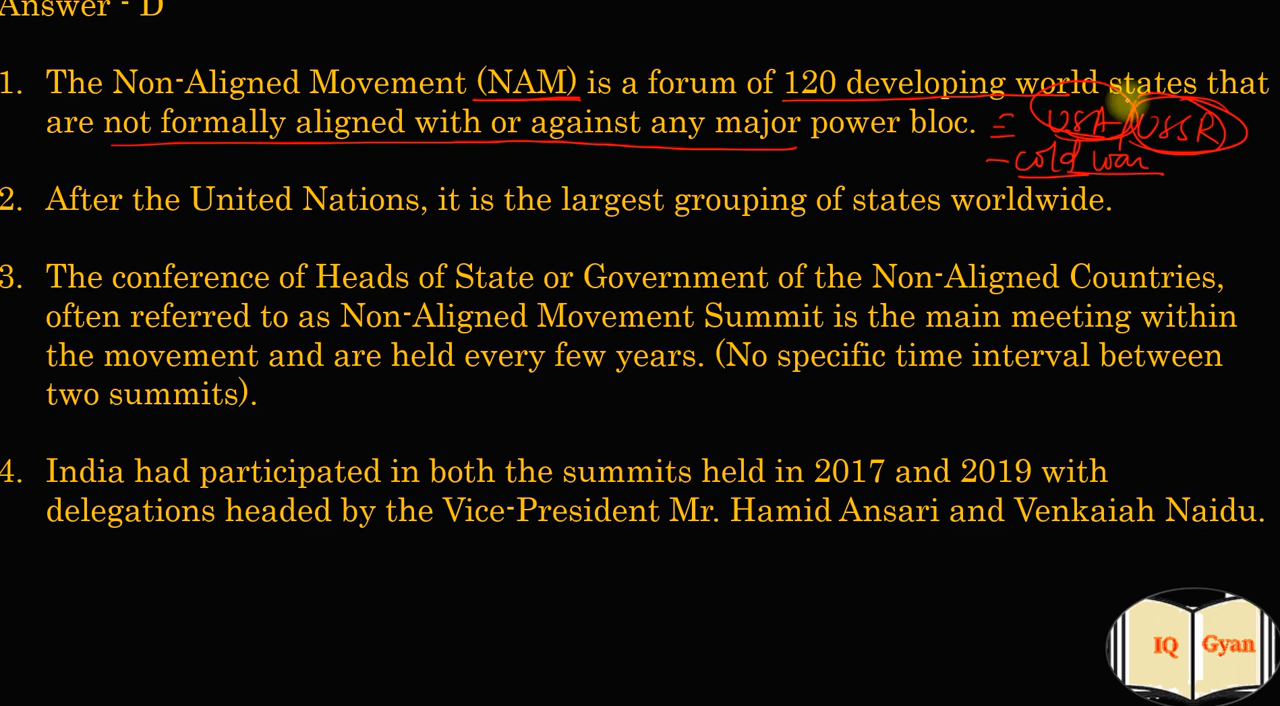 Answer - D
1. The Non-Aligned Movement (NAM) is a forum of 120 developing world states that
are not formally aligned with or against any major power bloc. = USA / USSR
- cold war
2. After the United Nations, it is the largest grouping of states worldwide.
3. The conference of Heads of State or Government of the Non-Aligned Countries,
often referred to as Non-Aligned Movement Summit is the main meeting within
the movement and are held every few years. (No specific time interval between
two summits).
4. India had participated in both the summits held in 2017 and 2019 with
delegations headed by the Vice-President Mr. Hamid Ansari and Venkaiah Naidu.
IQ Gyan